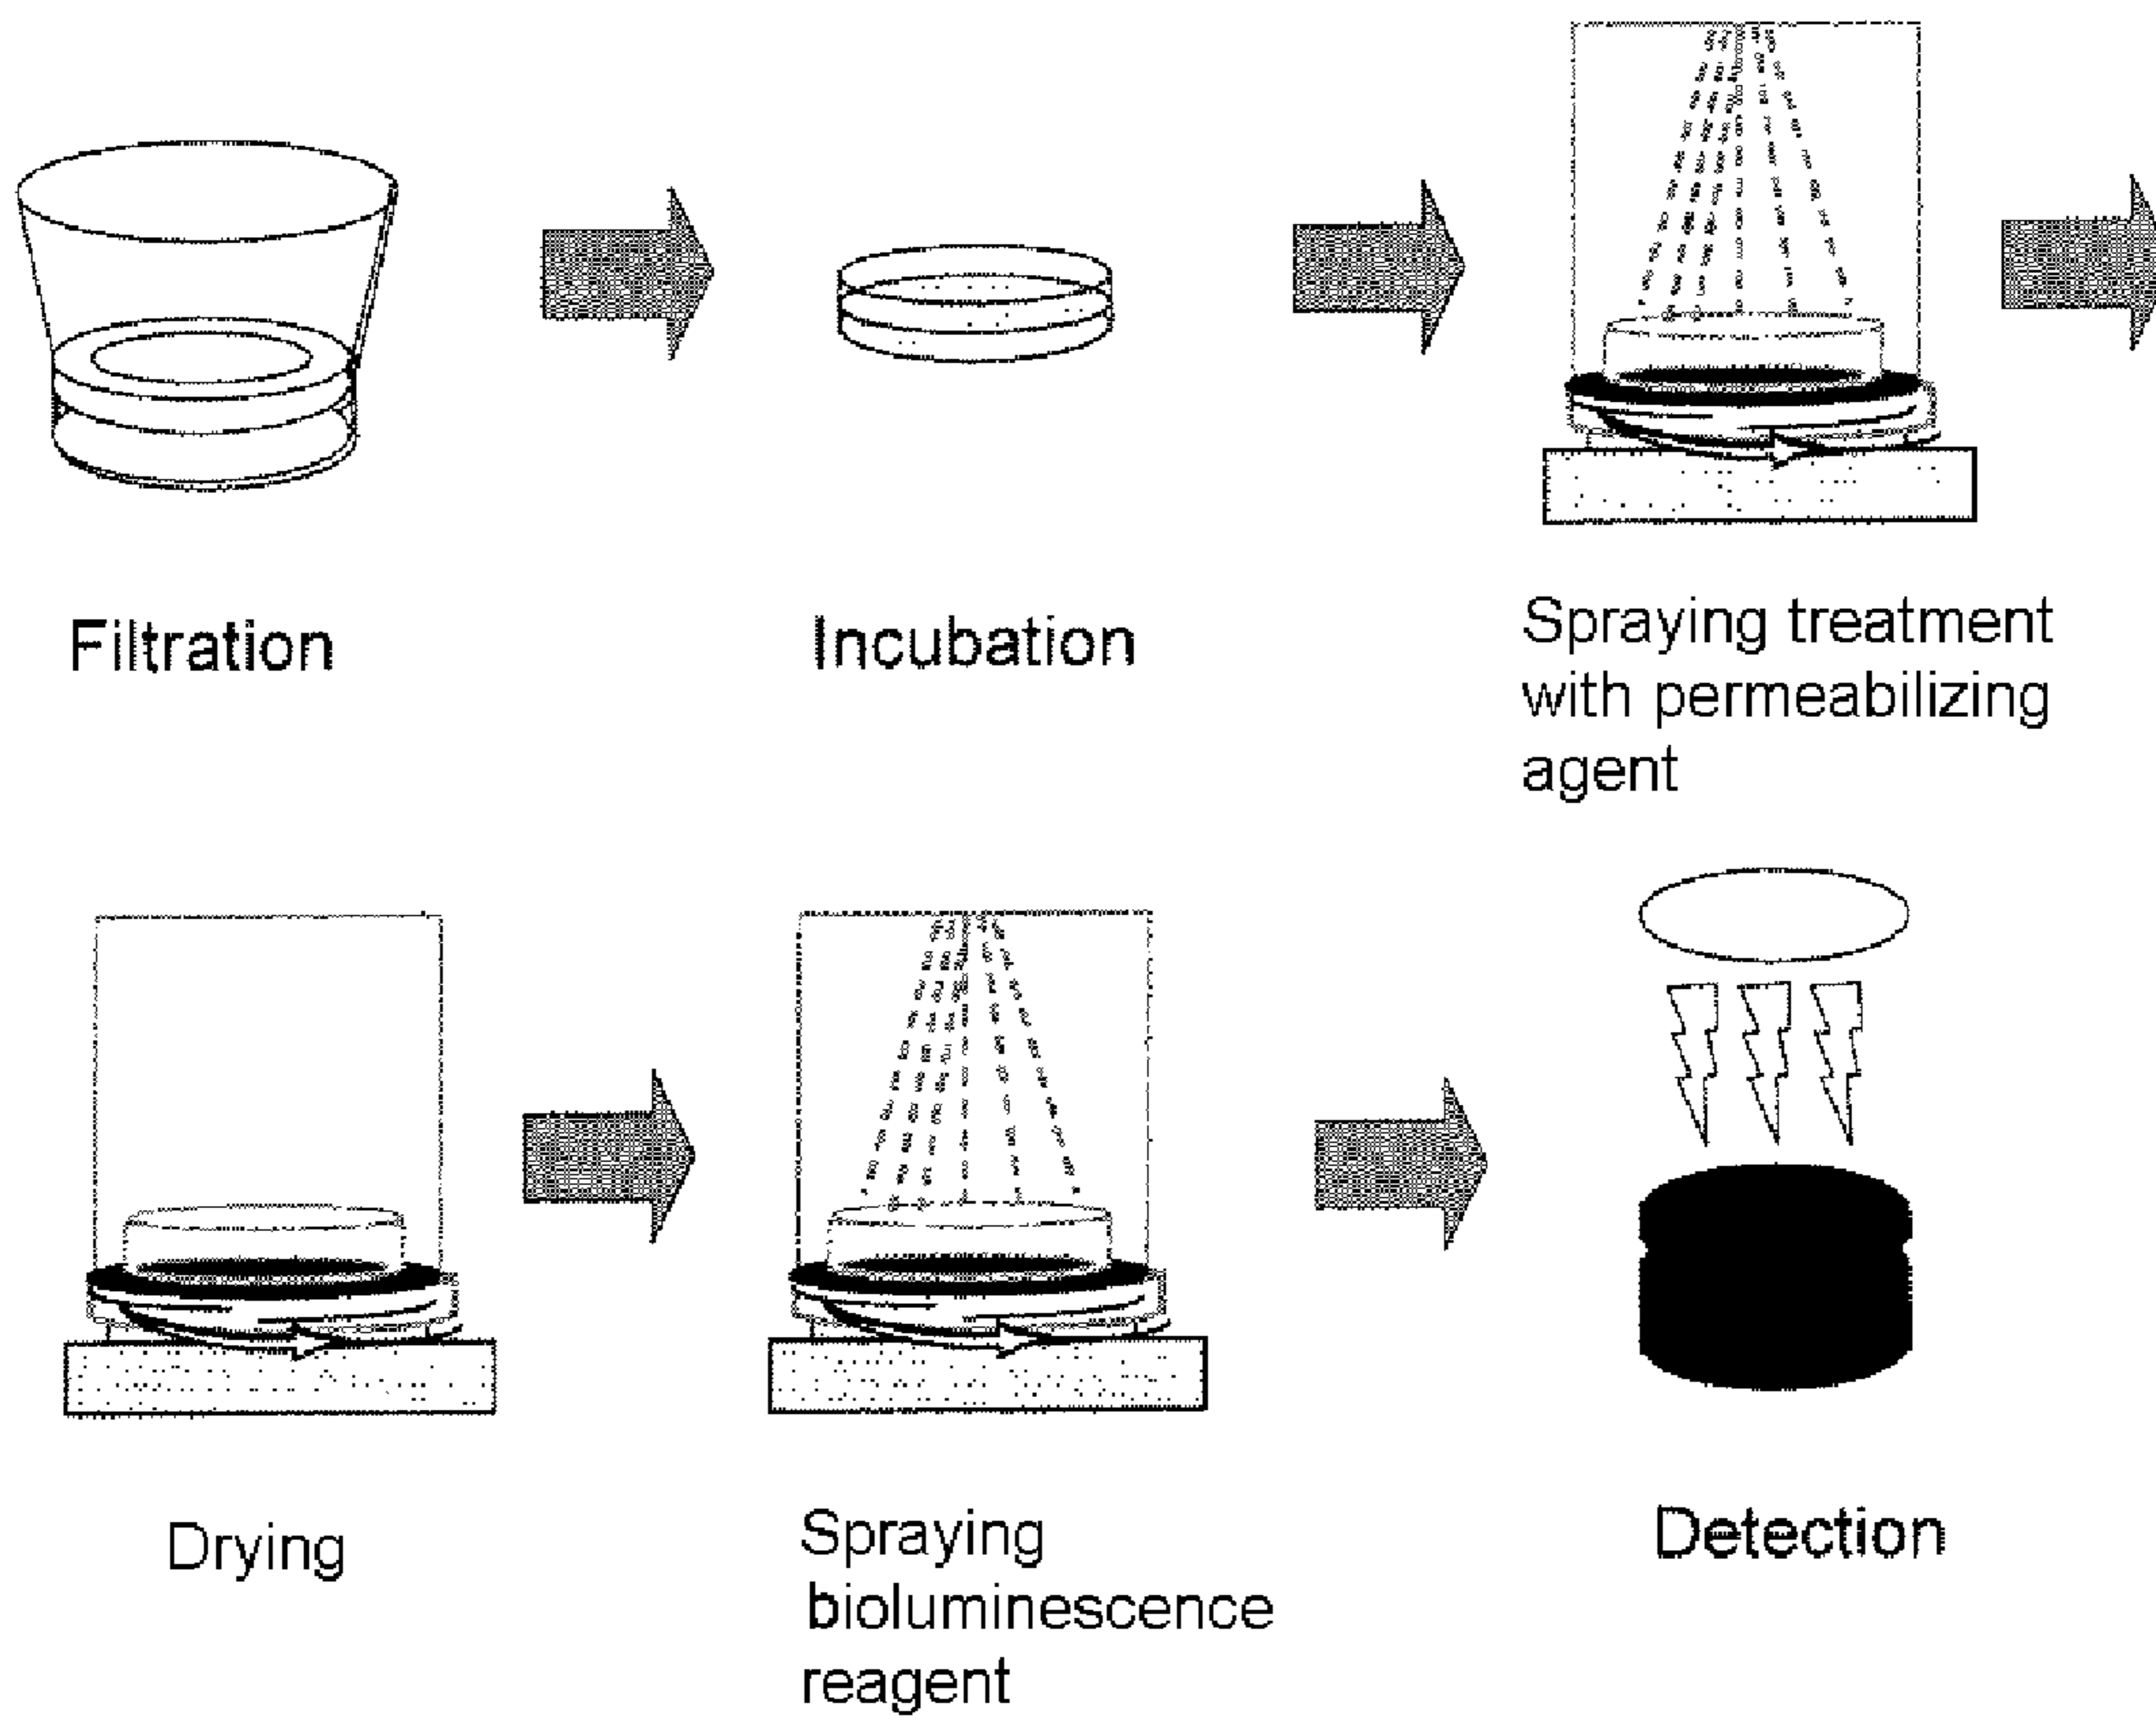 Filtration
Incubation
Spraying treatment
with permeabilizing
agent
Drying
Spraying
bioluminescence
reagent
Detection